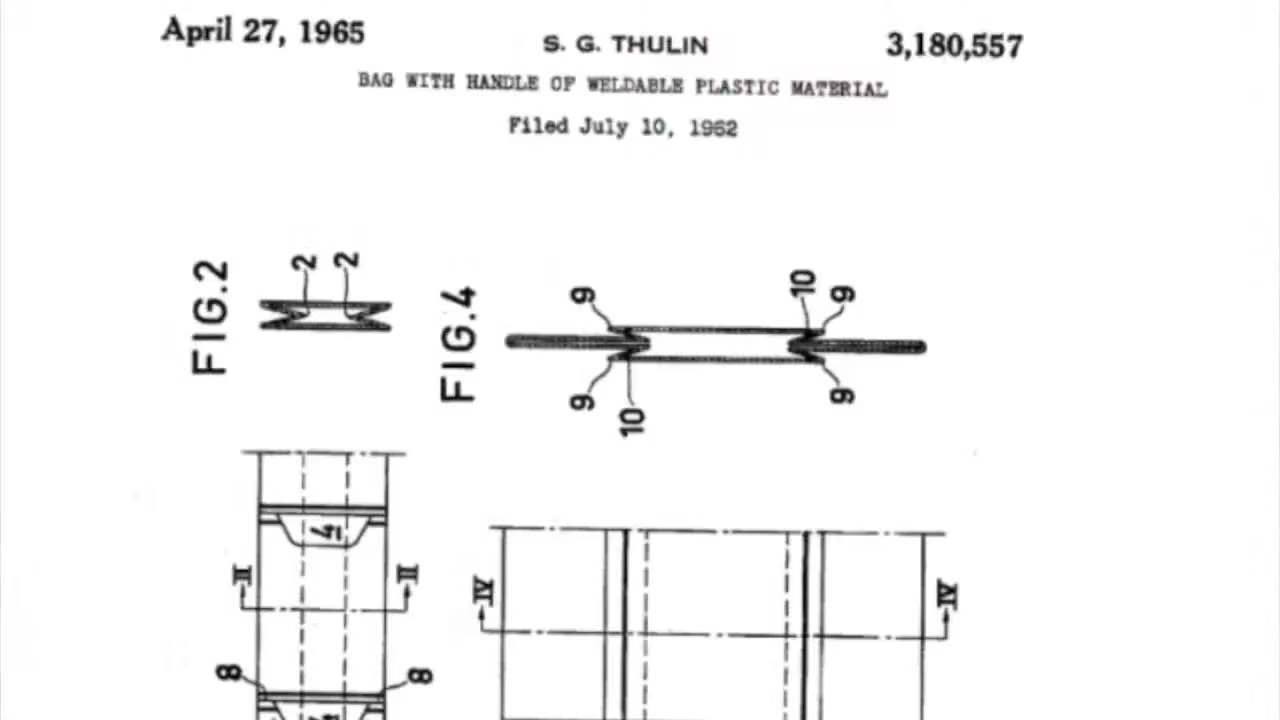 April 27, 1965
S. G. THULIN
3,180,557
BAG WITH HANDLE OF WELDABLE PLASTIC MATERIAL
Filed July 10, 1962
FIG.2
2
2
FIG.4
9
10
9
9
10
9
4
II
II
IV
IV
8
8